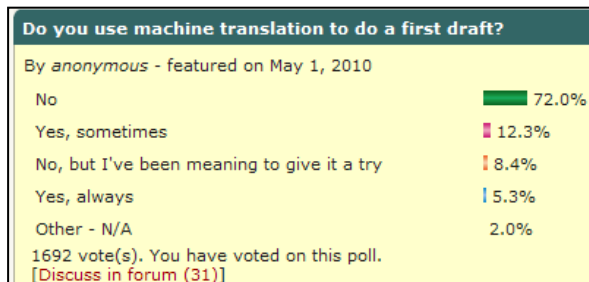 Do you use machine translation to do a first draft?
By anonymous - featured on May 1, 2010
No 72.0%
Yes, sometimes 12.3%
No, but I've been meaning to give it a try 8.4%
Yes, always 5.3%
Other - N/A 2.0%
1692 vote(s). You have voted on this poll.
[Discuss in forum (31)]